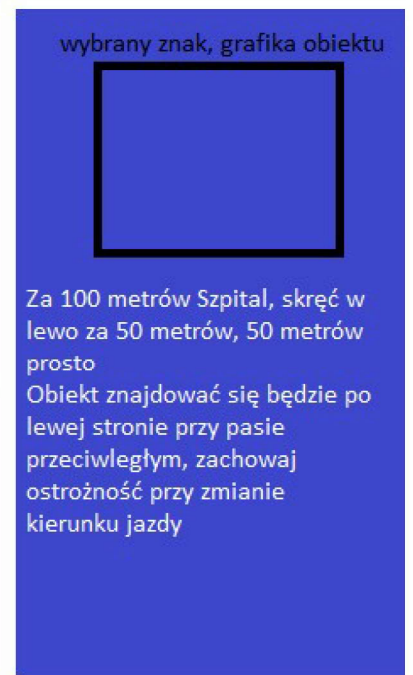 wybrany znak, grafika obiektu
Za 100 metrów Szpital, skręć w
lewo za 50 metrów, 50 metrów
prosto
Obiekt znajdować się będzie po
lewej stronie przy pasie
przeciwległym, zachowaj
ostrożność przy zmianie
kierunku jazdy